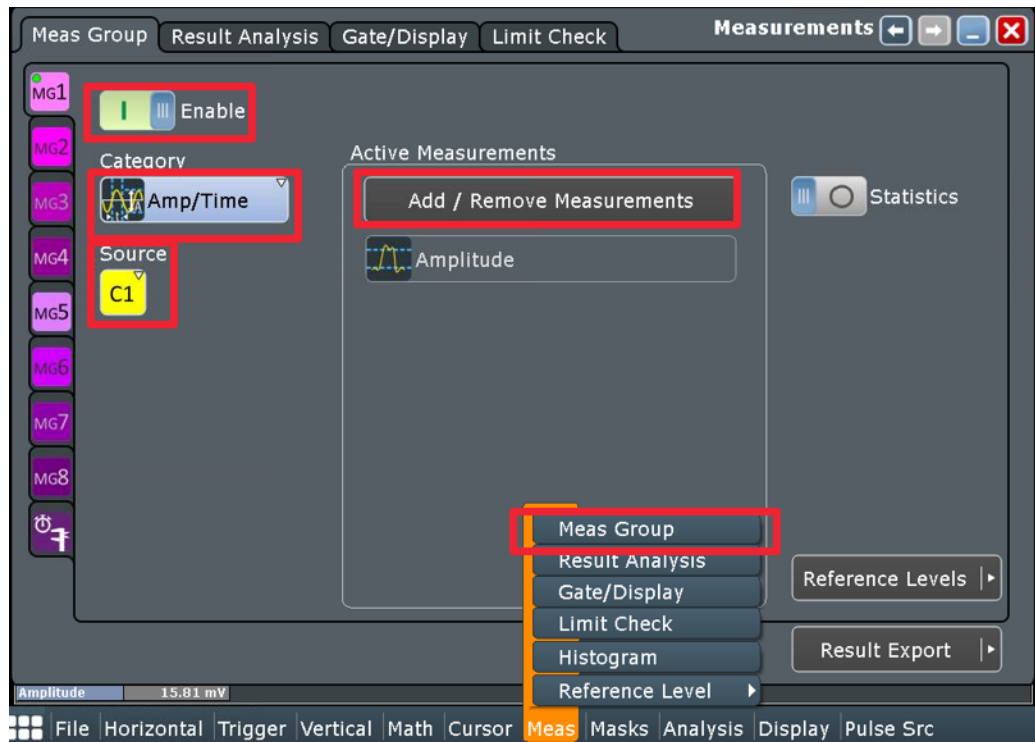 Meas Group Result Analysis Gate/Display Limit Check Measurements
MG1
Enable
MG2
Category
Active Measurements
MG3
Amp/Time
Add / Remove Measurements
Statistics
MG4
Source
Amplitude
C1
MG5
MG6
MG7
MG8
Meas Group
Result Analysis
Gate/Display
Reference Levels
Limit Check
Histogram
Result Export
Reference Level
Amplitude 15.81 mV
File Horizontal Trigger Vertical Math Cursor Meas Masks Analysis Display Pulse Src